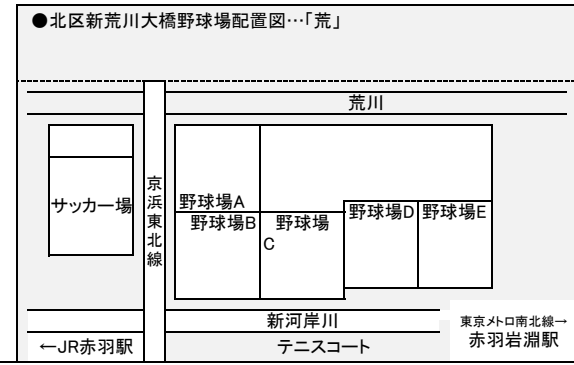 ●北区新荒川大橋野球場配置図…「荒」
荒川
京浜東北線
サッカー場
野球場A
野球場B
野球場
C
野球場D
野球場E
新河岸川
東京メトロ南北線→
赤羽岩淵駅
←JR赤羽駅
テニスコート